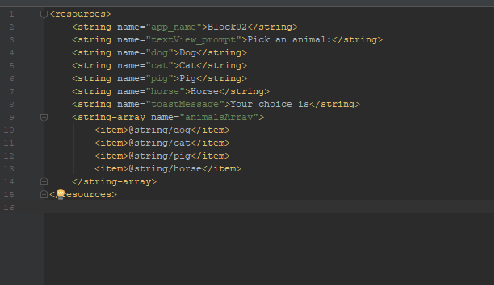 1 <resources>
2 <string name="app_name">Block02</string>
3 <string name="textView_prompt">Pick an animal:</string>
4 <string name="dog">Dog</string>
5 <string name="cat">Cat</string>
6 <string name="pig">Pig</string>
7 <string name="horse">Horse</string>
8 <string name="toastMessage">Your choice is</string>
9 <string-array name="animalsArray">
10 <item>@string/dog</item>
11 <item>@string/cat</item>
12 <item>@string/pig</item>
13 <item>@string/horse</item>
14 </string-array>
15 </resources>
16